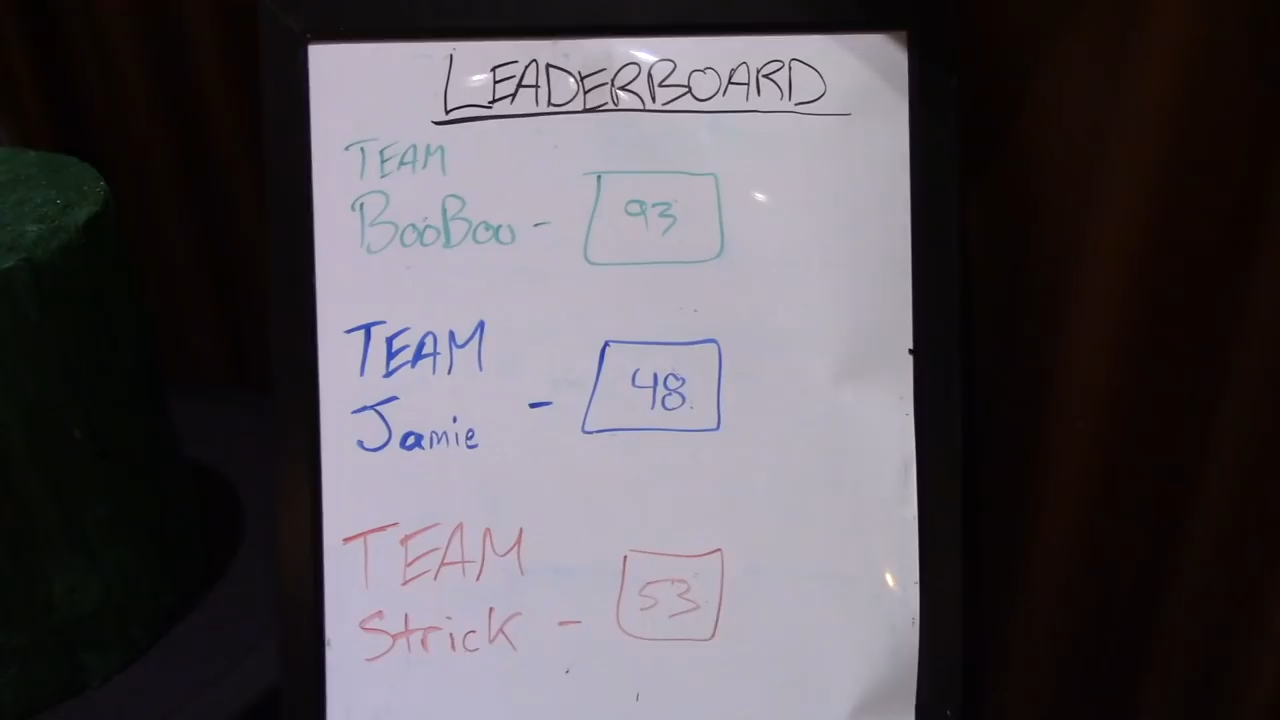 LEADERBOARD
TEAM
BooBoo - 93
TEAM
Jamie - 48
TEAM
Strick - 53